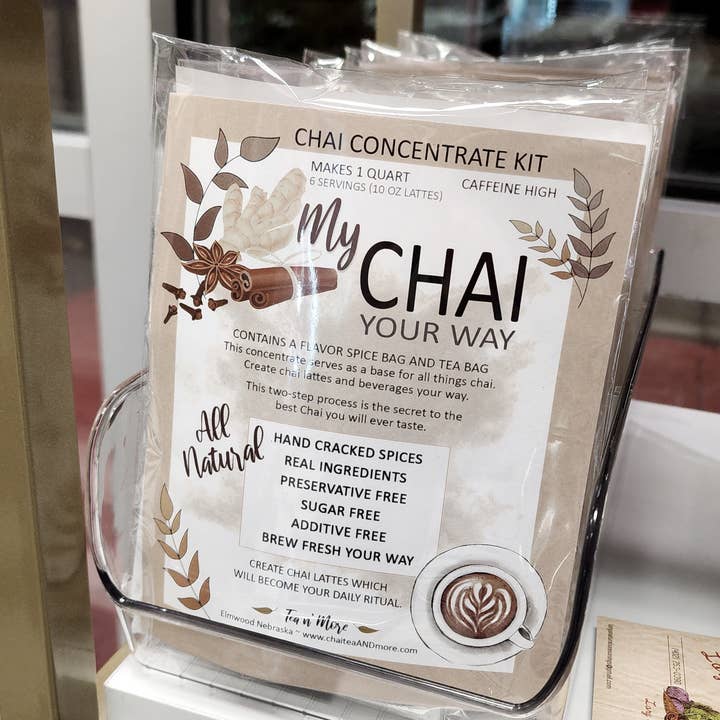 CHAI CONCENTRATE KIT
MAKES 1 QUART
6 SERVINGS (10 OZ LATTES)
CAFFEINE HIGH
My
CHAI
YOUR WAY
CONTAINS A FLAVOR SPICE BAG AND TEA BAG
This concentrate serves as a base for all things chai.
Create chai lattes and beverages your way.
This two-step process is the secret to the
best Chai you will ever taste.
All
Natural
HAND CRACKED SPICES
REAL INGREDIENTS
PRESERVATIVE FREE
SUGAR FREE
ADDITIVE FREE
BREW FRESH YOUR WAY
CREATE CHAI LATTES WHICH
WILL BECOME YOUR DAILY RITUAL.
Tea n' More
Elmwood Nebraska ~ www.chaiteaANDmore.com